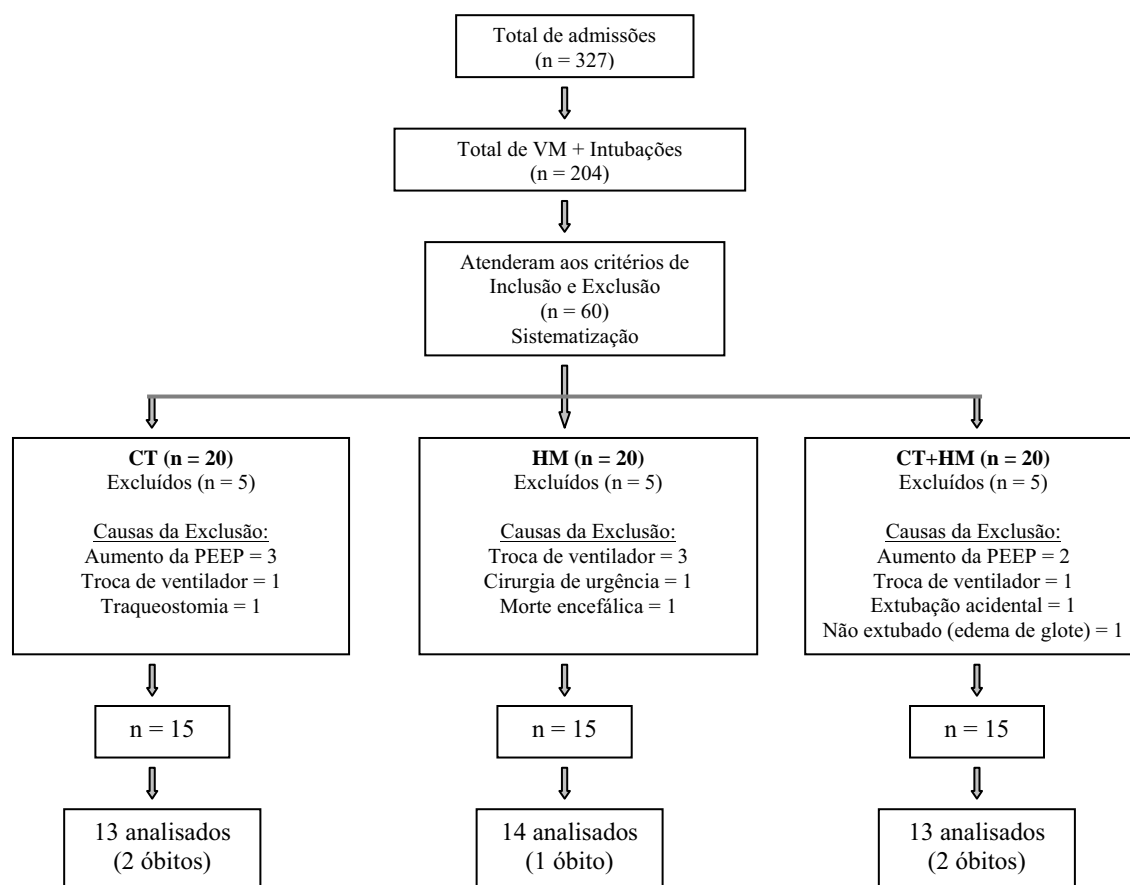 Total de admissões
(n = 327)
Total de VM + Intubações
(n = 204)
Atenderam aos critérios de
Inclusão e Exclusão
(n = 60)
Sistematização
CT (n = 20)
Excluídos (n = 5)
Causas da Exclusão:
Aumento da PEEP = 3
Troca de ventilador = 1
Traqueostomia = 1
HM (n = 20)
Excluídos (n = 5)
Causas da Exclusão:
Troca de ventilador = 3
Cirurgia de urgência = 1
Morte encefálica = 1
CT+HM (n = 20)
Excluídos (n = 5)
Causas da Exclusão:
Aumento da PEEP = 2
Troca de ventilador = 1
Extubação acidental = 1
Não extubado (edema de glote) = 1
n = 15
n = 15
n = 15
13 analisados
(2 óbitos)
14 analisados
(1 óbito)
13 analisados
(2 óbitos)